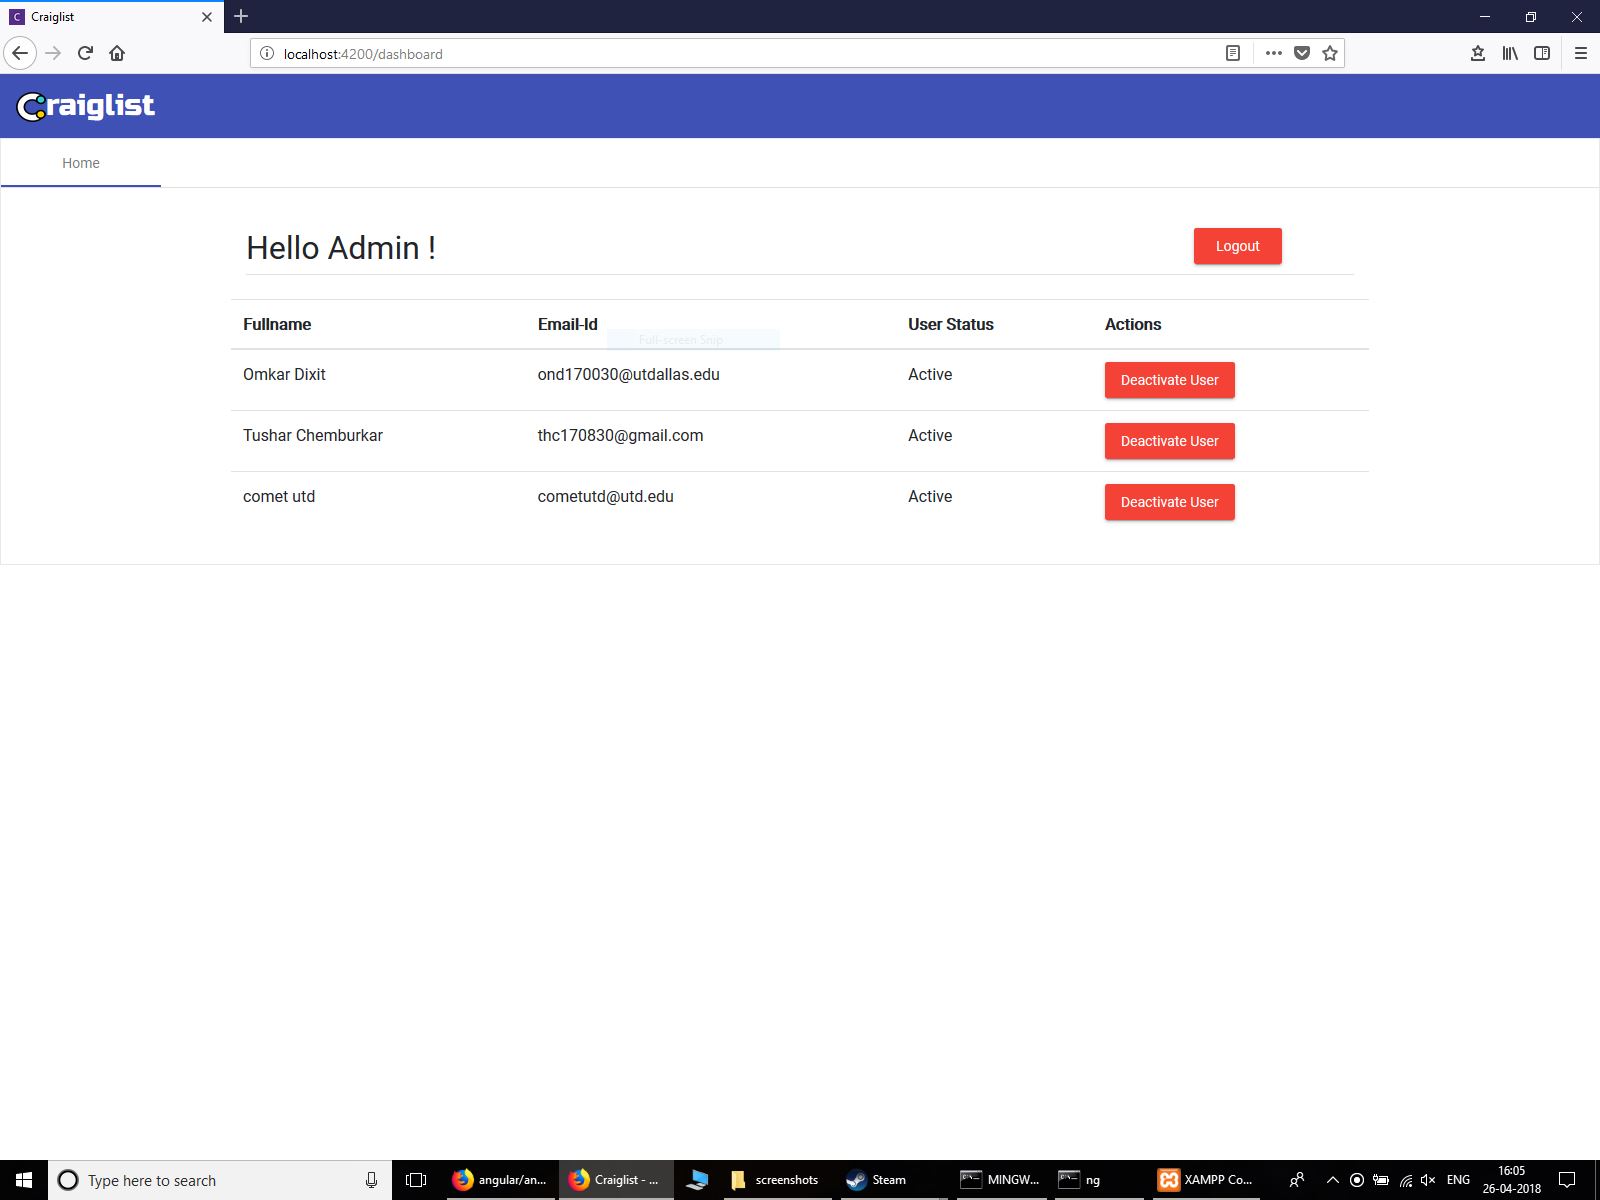 Craiglist
localhost:4200/dashboard
Craiglist
Home
Hello Admin !
Logout
Fullname Email-Id User Status Actions
Full-screen Snip
Omkar Dixit ond170030@utdallas.edu Active Deactivate User
Tushar Chemburkar thc170830@gmail.com Active Deactivate User
comet utd cometutd@utd.edu Active Deactivate User
Type here to search angular/an... Craiglist - ... screenshots Steam MINGW... ng XAMPP Co... ENG 16:05
26-04-2018